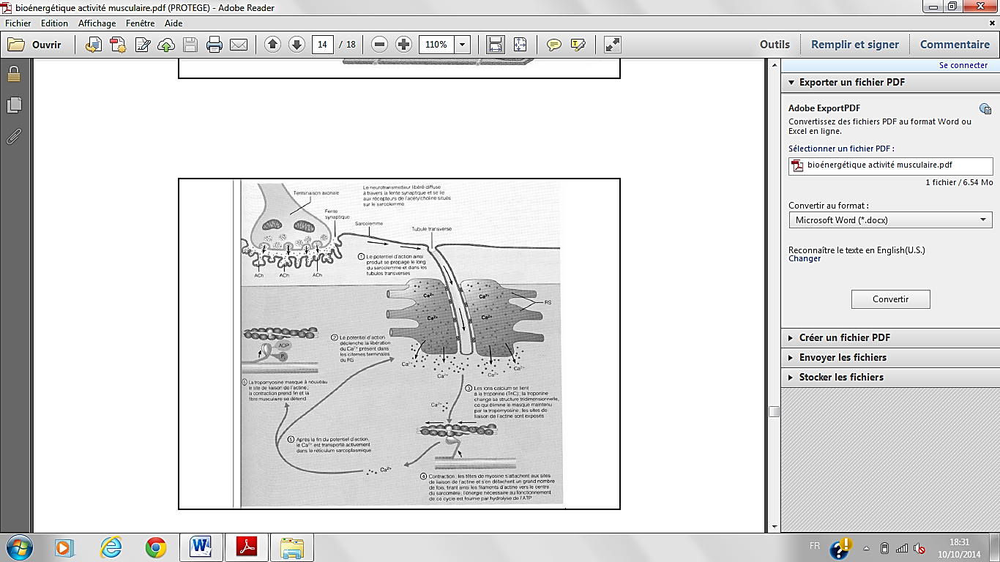 bioénergétique activité musculaire.pdf (PROTEGE) - Adobe Reader
Fichier Edition Affichage Fenêtre Aide
Ouvrir 14 / 18 110% Outils Remplir et signer Commentaire
Se connecter
Exporter un fichier PDF
Adobe ExportPDF
Convertissez des fichiers PDF au format Word ou
Excel en ligne.
Sélectionner un fichier PDF :
bioénergétique activité musculaire.pdf
1 fichier / 6.54 Mo
Convertir au format :
Microsoft Word (*.docx)
Reconnaître le texte en English(U.S.)
Changer
Convertir
Créer un fichier PDF
Envoyer les fichiers
Stocker les fichiers
Terminaison axonale
Le neurotransmetteur libéré diffuse
à travers la fente synaptique et se lie
aux récepteurs de l'acétylcholine situés
sur le sarcolemme
Fente
synaptique
Sarcolemme
Tubule transverse
ACh ACh ACh
1 Le potentiel d'action ainsi
produit se propage le long
du sarcolemme et dans les
tubules transverses
Ca2+ Ca2+
RS
Ca2+ Ca2+
2 Le potentiel d'action
déclenche la libération
du Ca2+ présent dans
les citernes terminales
du RS
ADP
Pi
Ca2+ Ca2+ Ca2+ Ca2+
6 La tropomyosine masque à nouveau
le site de liaison de l'actine;
la contraction prend fin et la
fibre musculaire se détend
3 Les ions calcium se lient
à la troponine (TnC); la troponine
change sa structure tridimensionnelle,
ce qui élimine le masque maintenu
par la tropomyosine; les sites de
liaison de l'actine sont exposés
Ca2+
5 Après la fin du potentiel d'action,
le Ca2+ est transporté activement
dans le réticulum sarcoplasmique
Ca2+
4 Contraction; les têtes de myosine s'attachent aux sites
de liaison de l'actine et s'en détachent un grand nombre
de fois, tirant ainsi les filaments d'actine vers le centre
du sarcomère; l'énergie nécessaire au fonctionnement
de ce cycle est fournie par hydrolyse de l'ATP
FR
18:31
10/10/2014